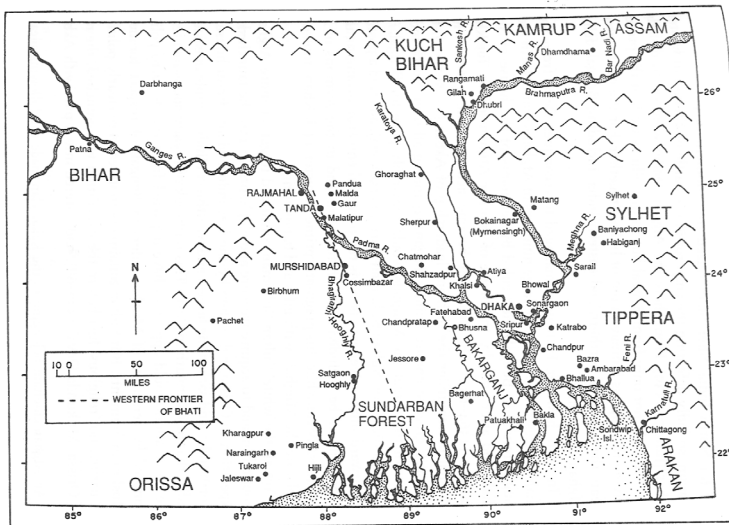 KUCH
BIHAR
KAMRUP
ASSAM
Sankosh R.
Manas R.
Bar Nadi R.
Dhamdhama
Rangamati
Gilah
Dhubri
Brahmaputra R.
26°
Darbhanga
Karatoya R.
Patna
Ganges R.
BIHAR
Ghoraghat
25°
RAJMAHAL
Pandua
Malda
Gaur
TANDA
Malatipur
Sherpur
Matang
Bokainagar
(Mymensingh)
Sylhet
SYLHET
Baniyachong
Habiganj
Meghna R.
Padma R.
MURSHIDABAD
Cossimbazar
Chatmohar
Shahzadpur
Atiya
Khalsi
Sarail
24°
N
Birbhum
Bhagirathi
Hooghly R.
Bhowal
DHAKA
Sonargaon
TIPPERA
Pachet
Fatehabad
Chandpratap
Bhusna
Sripur
Katrabo
Jessore
BAKARGANJ
Chandpur
Feni R.
23°
10 0 50 100
MILES
WESTERN FRONTIER
OF BHATI
Satgaon
Hooghly
Bazra
Ambarabad
Bhallua
SUNDARBAN
FOREST
Bagerhat
Patuakhali
Bakla
Sondwip
Isl.
Karnafuli R.
Chittagong
Kharagpur
Pingla
Naraingarh
Tukaroi
Jaleswar
Hijli
ORISSA
ARAKAN
22°
85° 86° 87° 88° 89° 90° 91° 92°